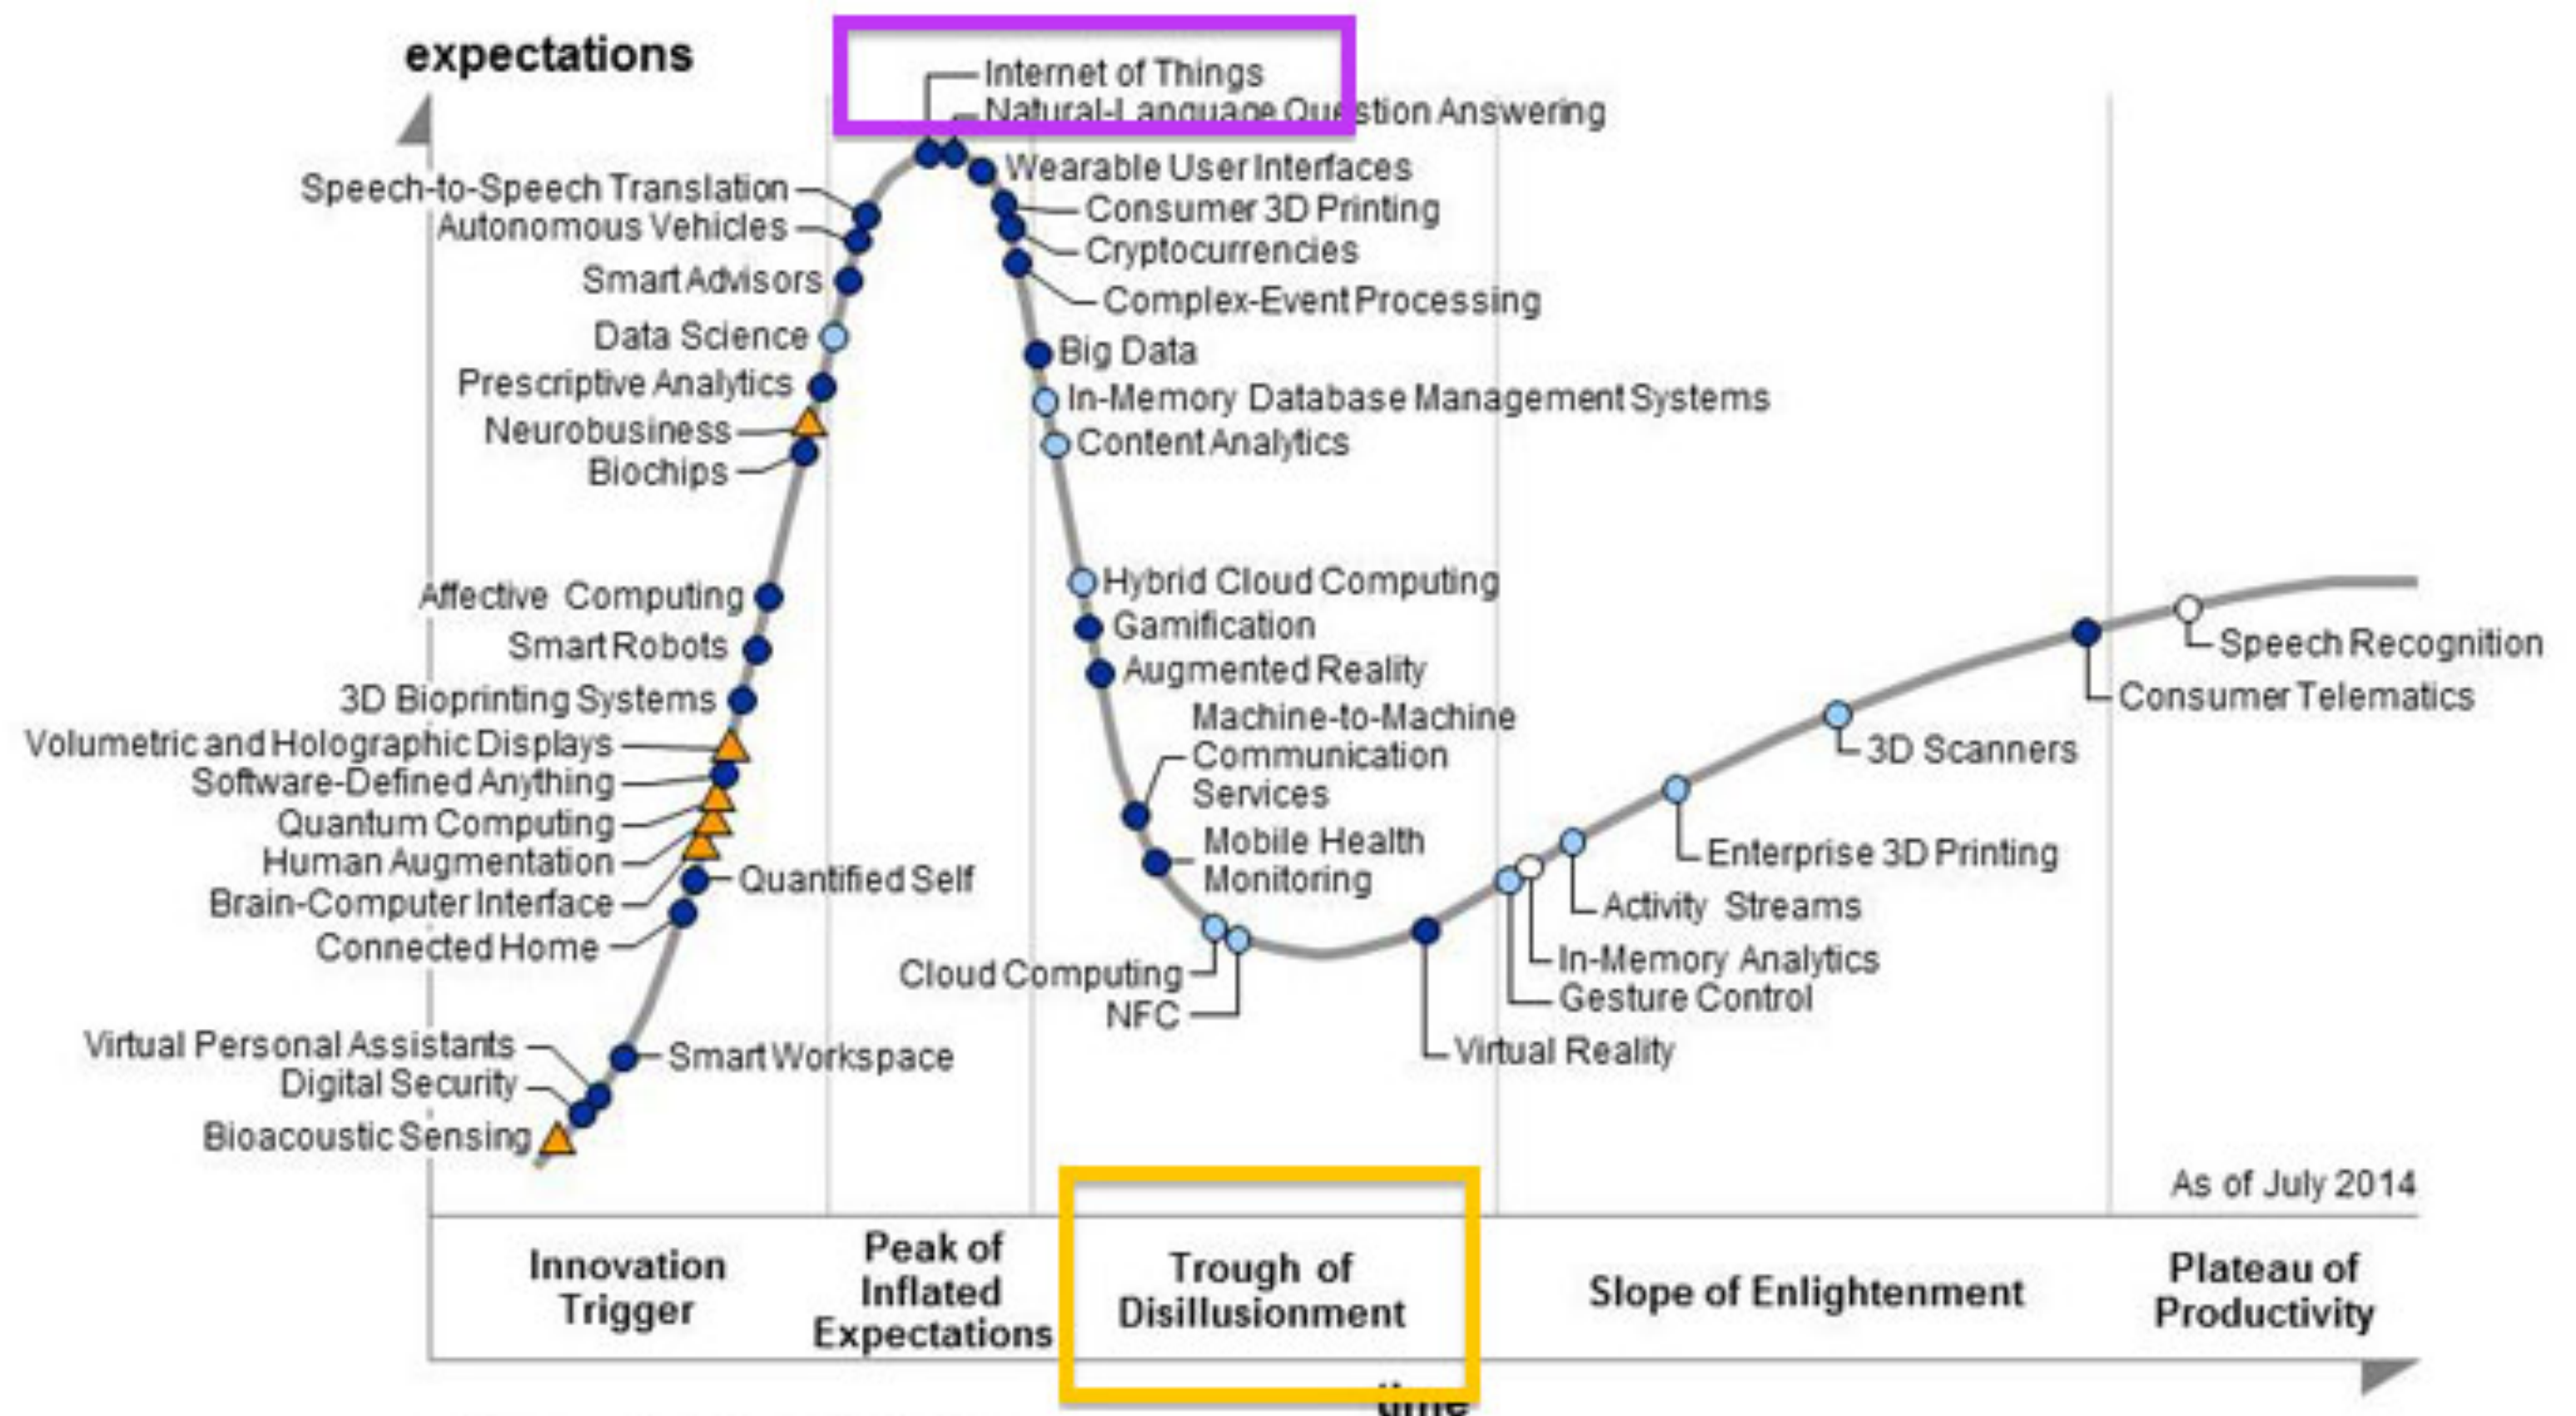 expectations
Internet of Things
Natural-Language Question Answering
Wearable User Interfaces
Speech-to-Speech Translation
Consumer 3D Printing
Autonomous Vehicles
Cryptocurrencies
Smart Advisors
Complex-Event Processing
Data Science
Big Data
Prescriptive Analytics
In-Memory Database Management Systems
Neurobusiness
Content Analytics
Biochips
Affective Computing
Hybrid Cloud Computing
Gamification
Smart Robots
Augmented Reality
3D Bioprinting Systems
Machine-to-Machine
Communication
Services
Volumetric and Holographic Displays
Software-Defined Anything
Quantum Computing
Human Augmentation
Mobile Health
Monitoring
Quantified Self
Brain-Computer Interface
Connected Home
Cloud Computing
NFC
Virtual Personal Assistants
Smart Workspace
Digital Security
Bioacoustic Sensing
Speech Recognition
Consumer Telematics
3D Scanners
Enterprise 3D Printing
Activity Streams
In-Memory Analytics
Gesture Control
Virtual Reality
As of July 2014
Innovation
Trigger
Peak of
Inflated
Expectations
Trough of
Disillusionment
Slope of Enlightenment
Plateau of
Productivity
time